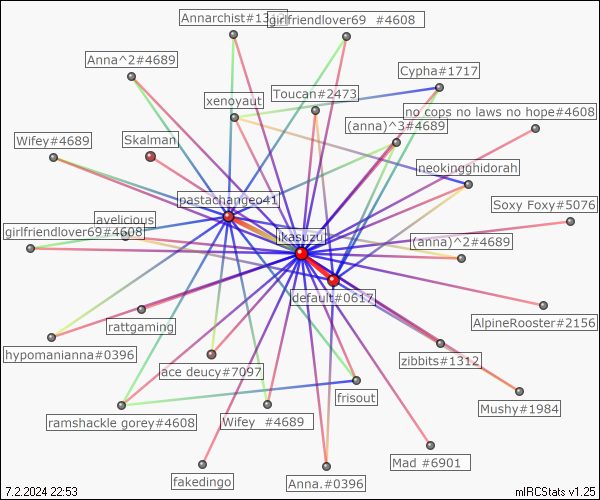 Annarchist#1312
girlfriendlover69  #4608
Anna^2#4689
Cypha#1717
Toucan#2473
xenoyaut
no cops no laws no hope#4608
(anna)^3#4689
Wifey#4689
Skalman
neokingghidorah
pastachangeo41
Soxy Foxy#5076
avelicious
girlfriendlover69#4608
ikasuzu
(anna)^2#4689
default#0617
AlpineRooster#2156
rattgaming
hypomanianna#0396
zibbits#1312
ace deucy#7097
frisout
Mushy#1984
ramshackle gorey#4608
Wifey  #4689
Mad #6901
fakedingo
Anna.#0396
7.2.2024 22:53
mIRCStats v1.25